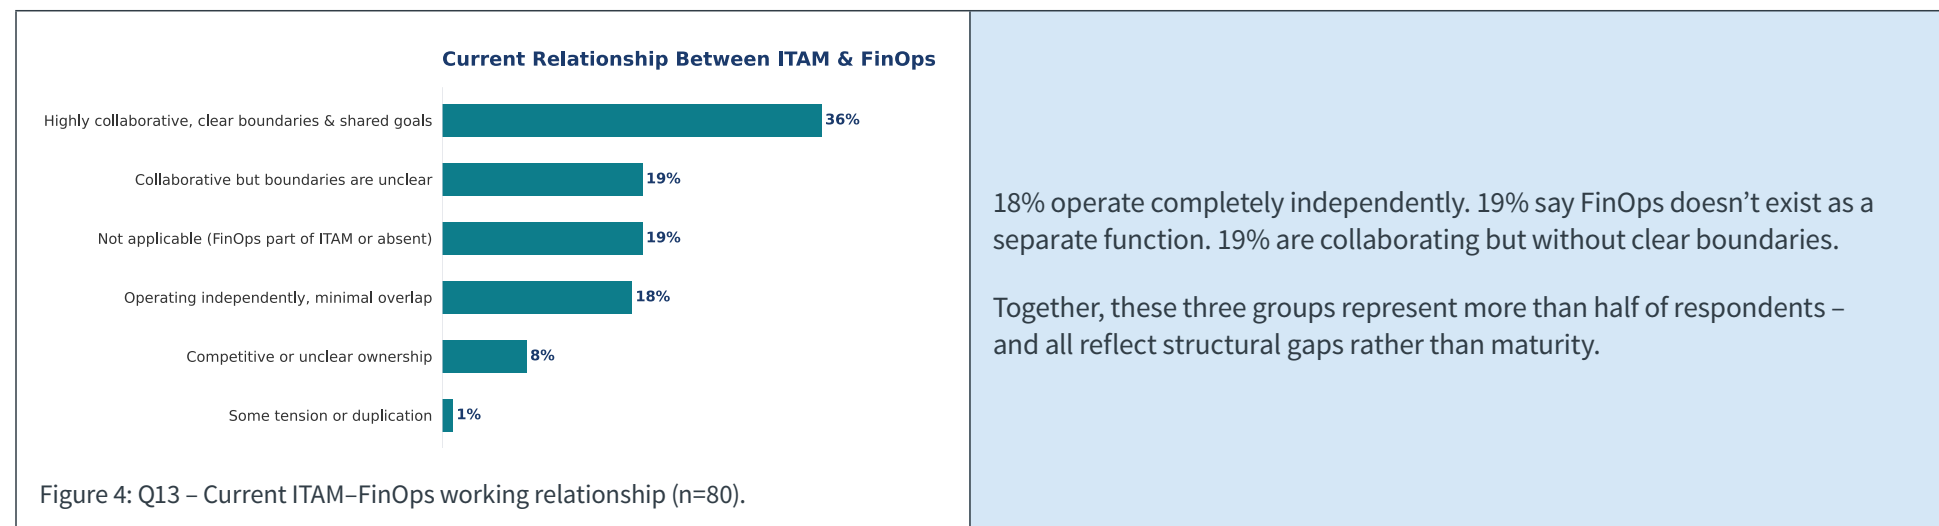 Current Relationship Between ITAM & FinOps
Highly collaborative, clear boundaries & shared goals
36%
Collaborative but boundaries are unclear
19%
Not applicable (FinOps part of ITAM or absent)
19%
Operating independently, minimal overlap
18%
Competitive or unclear ownership
8%
Some tension or duplication
1%
Figure 4: Q13 – Current ITAM–FinOps working relationship (n=80).
18% operate completely independently. 19% say FinOps doesn’t exist as a
separate function. 19% are collaborating but without clear boundaries.
Together, these three groups represent more than half of respondents –
and all reflect structural gaps rather than maturity.